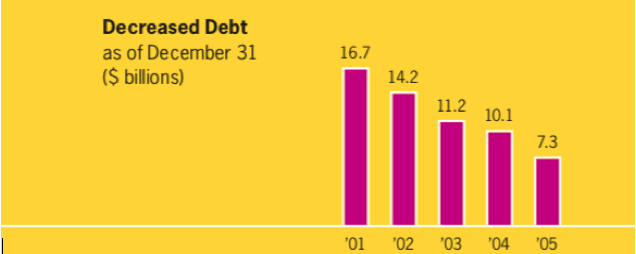 Decreased Debt
as of December 31
($ billions)
16.7
14.2
11.2
10.1
7.3
’01 ’02 ’03 ’04 ’05